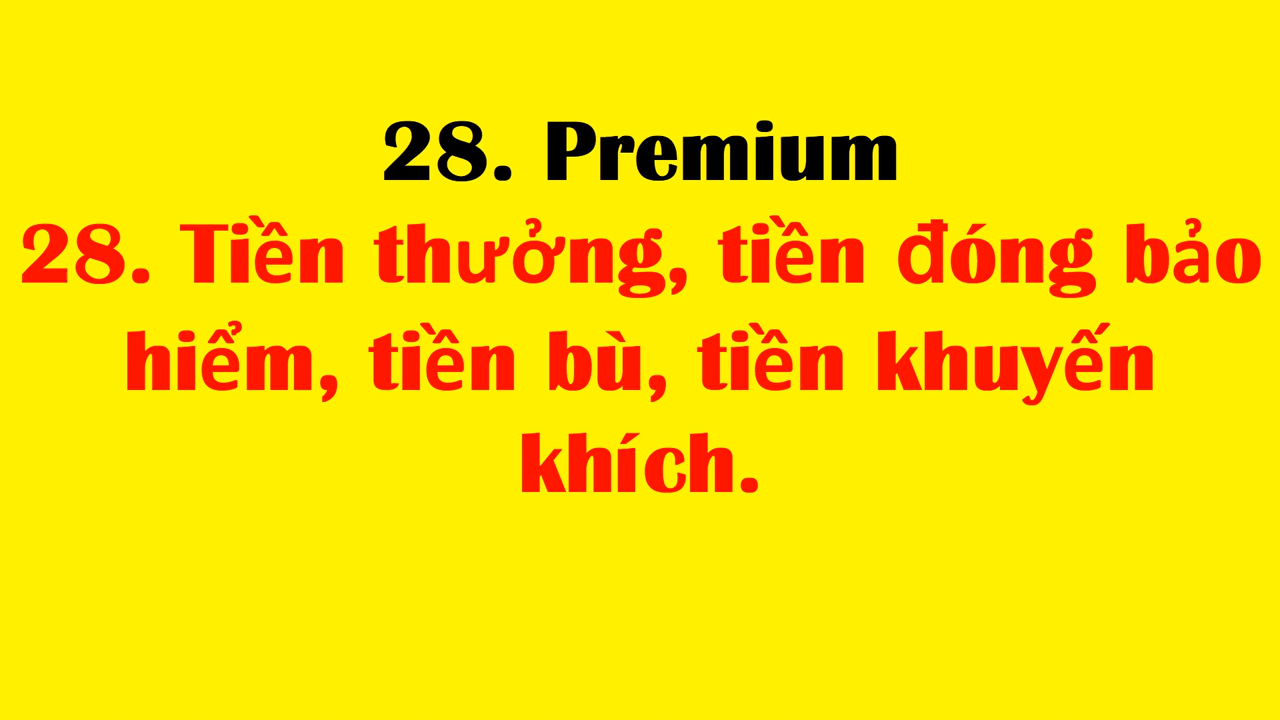 28. Premium
28. Tiền thưởng, tiền đóng bảo
hiểm, tiền bù, tiền khuyến
khích.